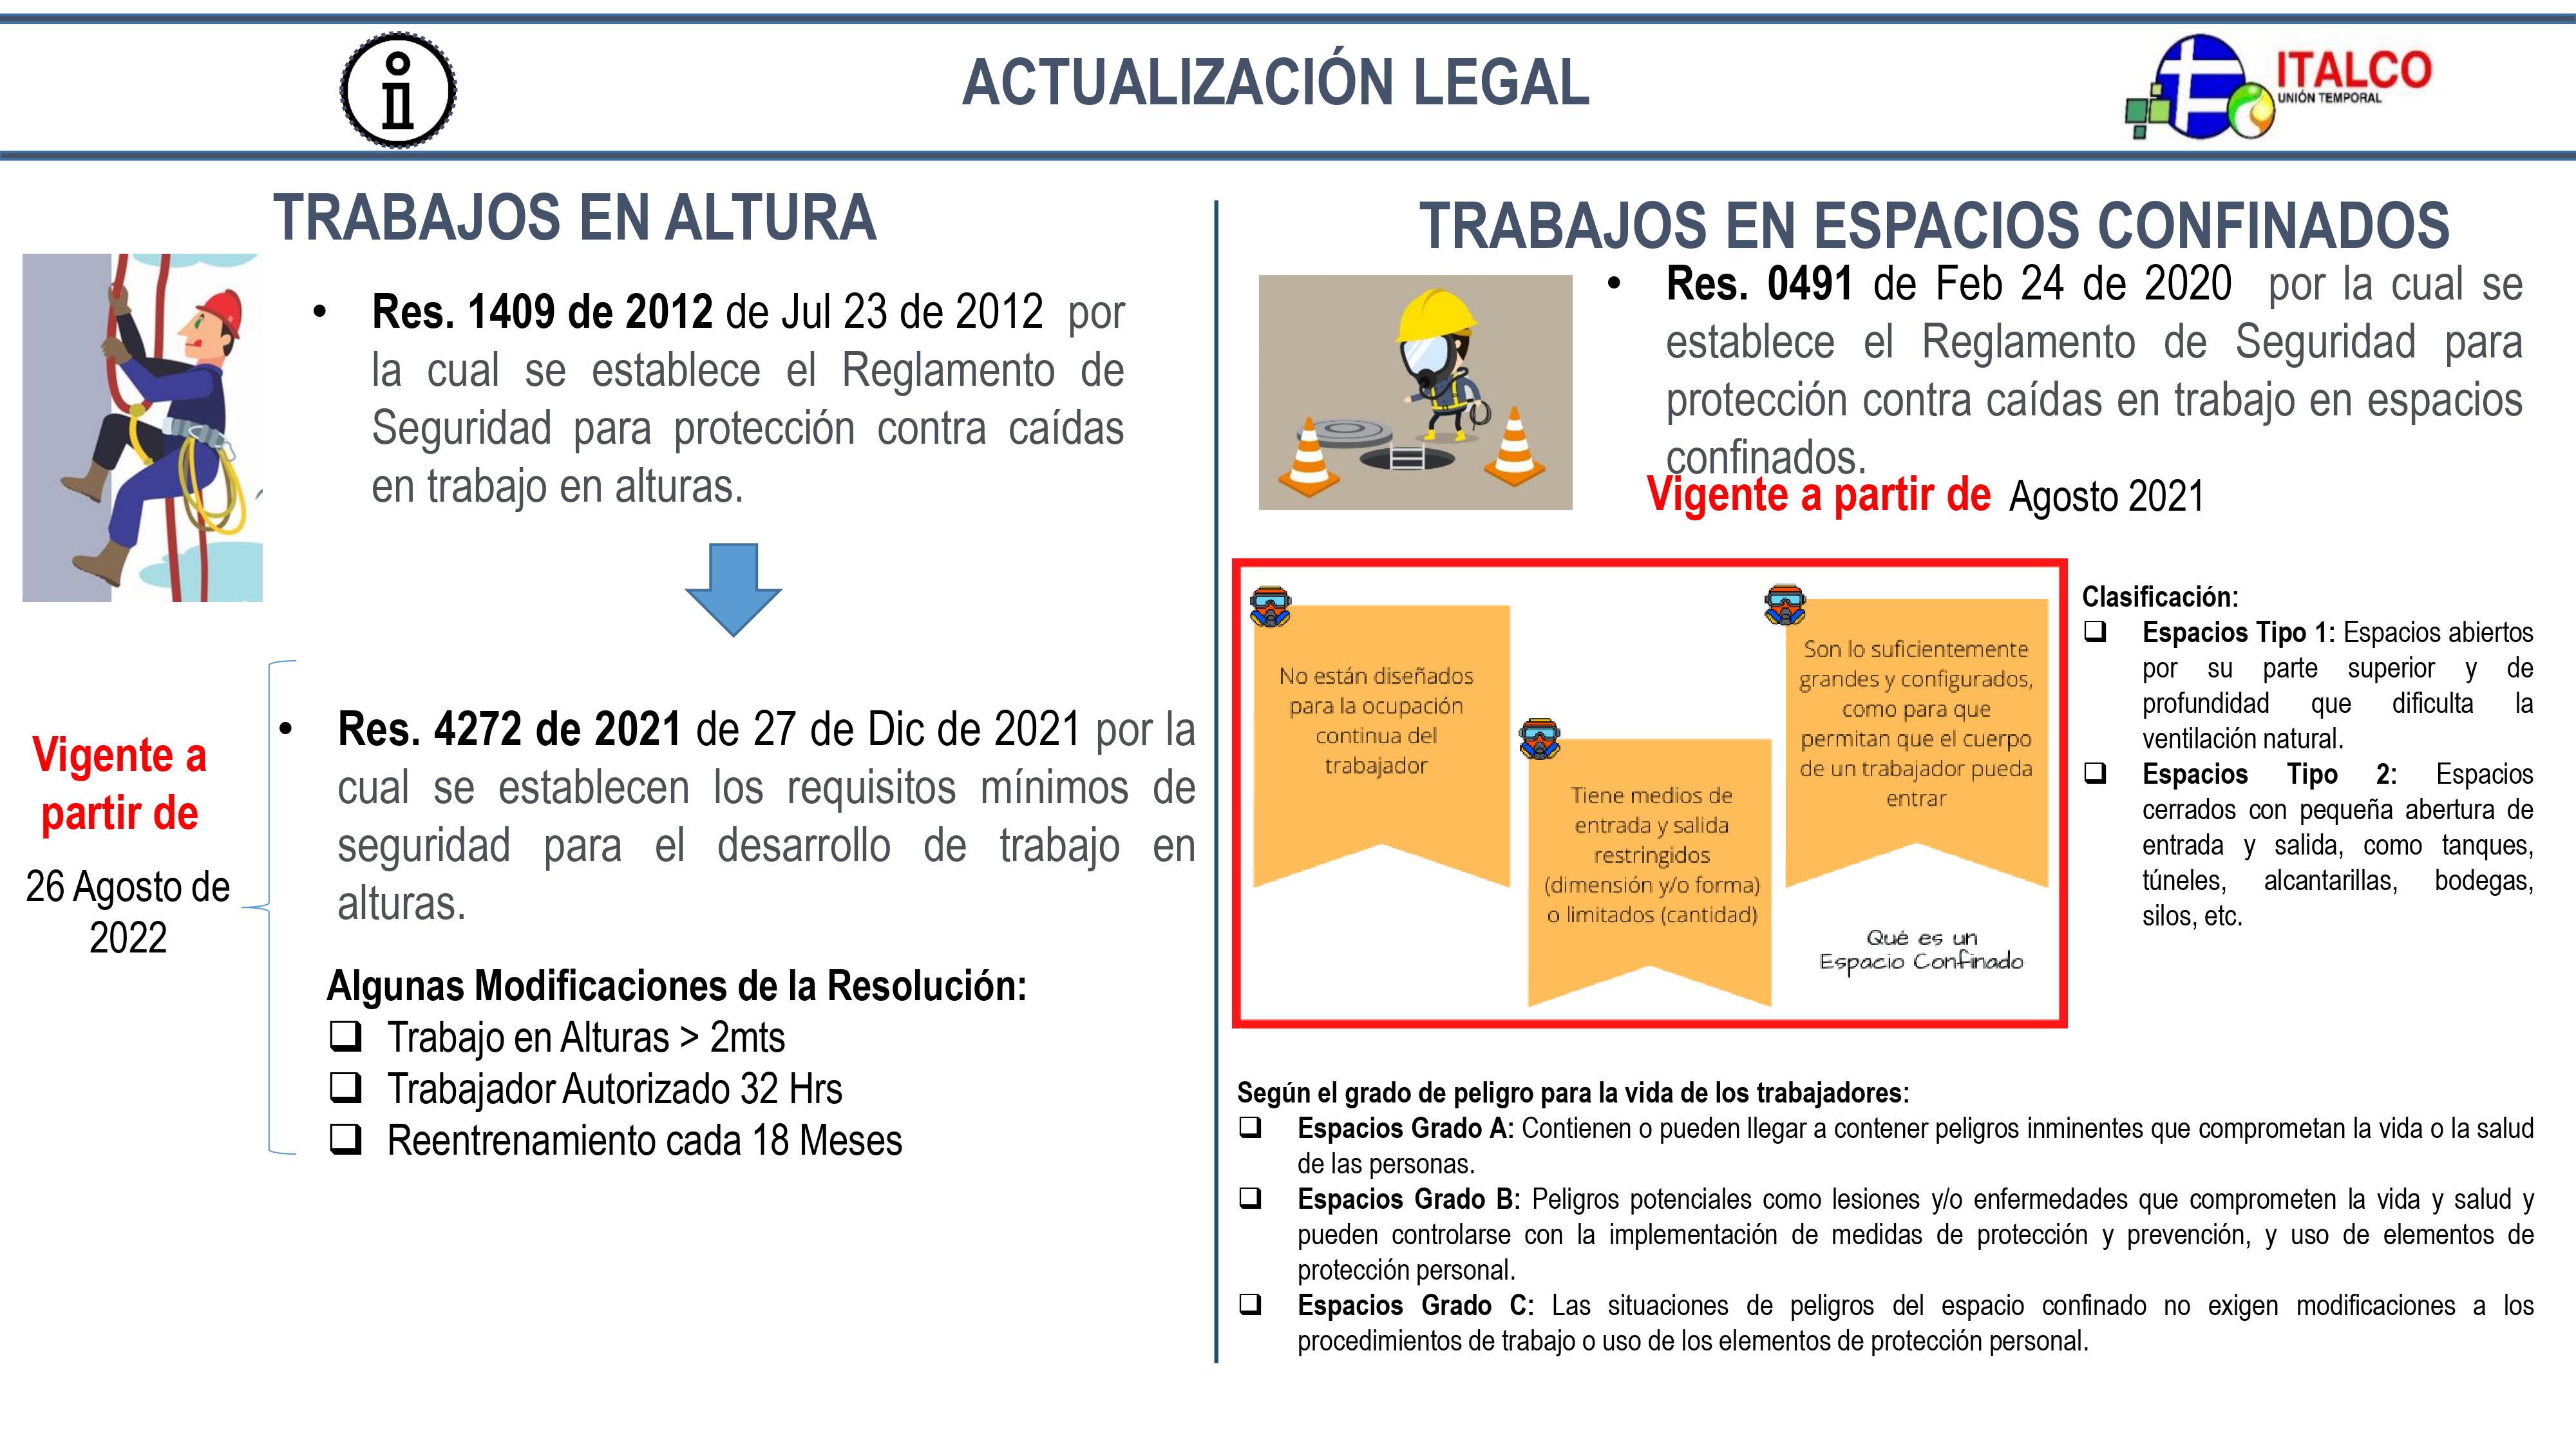 ACTUALIZACIÓN LEGAL
ITALCO
UNIÓN TEMPORAL
TRABAJOS EN ALTURA
• Res. 1409 de 2012 de Jul 23 de 2012 por
la cual se establece el Reglamento de
Seguridad para protección contra caídas
en trabajo en alturas.
Vigente a
partir de
26 Agosto de
2022
• Res. 4272 de 2021 de 27 de Dic de 2021 por la
cual se establecen los requisitos mínimos de
seguridad para el desarrollo de trabajo en
alturas.
Algunas Modificaciones de la Resolución:
❑ Trabajo en Alturas > 2mts
❑ Trabajador Autorizado 32 Hrs
❑ Reentrenamiento cada 18 Meses
TRABAJOS EN ESPACIOS CONFINADOS
• Res. 0491 de Feb 24 de 2020 por la cual se
establece el Reglamento de Seguridad para
protección contra caídas en trabajo en espacios
confinados.
Vigente a partir de Agosto 2021
No están diseñados
para la ocupación
continua del
trabajador
Tiene medios de
entrada y salida
restringidos
(dimensión y/o forma)
o limitados (cantidad)
Son lo suficientemente
grandes y configurados,
como para que
permitan que el cuerpo
de un trabajador pueda
entrar
Qué es un
Espacio Confinado
Clasificación:
❑ Espacios Tipo 1: Espacios abiertos
por su parte superior y de
profundidad que dificulta la
ventilación natural.
❑ Espacios Tipo 2: Espacios
cerrados con pequeña abertura de
entrada y salida, como tanques,
túneles, alcantarillas, bodegas,
silos, etc.
Según el grado de peligro para la vida de los trabajadores:
❑ Espacios Grado A: Contienen o pueden llegar a contener peligros inminentes que comprometan la vida o la salud
de las personas.
❑ Espacios Grado B: Peligros potenciales como lesiones y/o enfermedades que comprometen la vida y salud y
pueden controlarse con la implementación de medidas de protección y prevención, y uso de elementos de
protección personal.
❑ Espacios Grado C: Las situaciones de peligros del espacio confinado no exigen modificaciones a los
procedimientos de trabajo o uso de los elementos de protección personal.